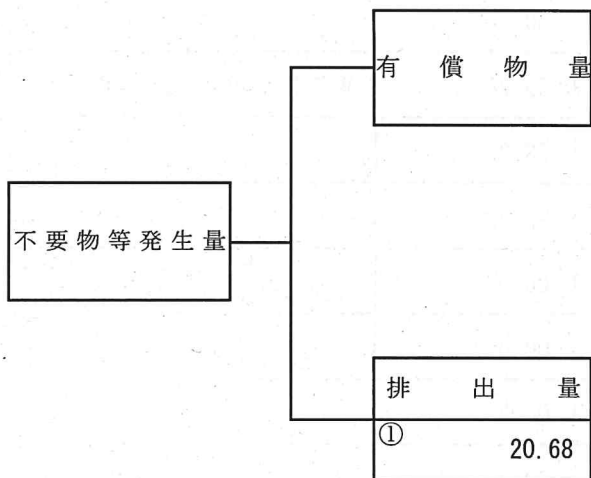 有償物量
不要物等発生量
排出量
①
20.68